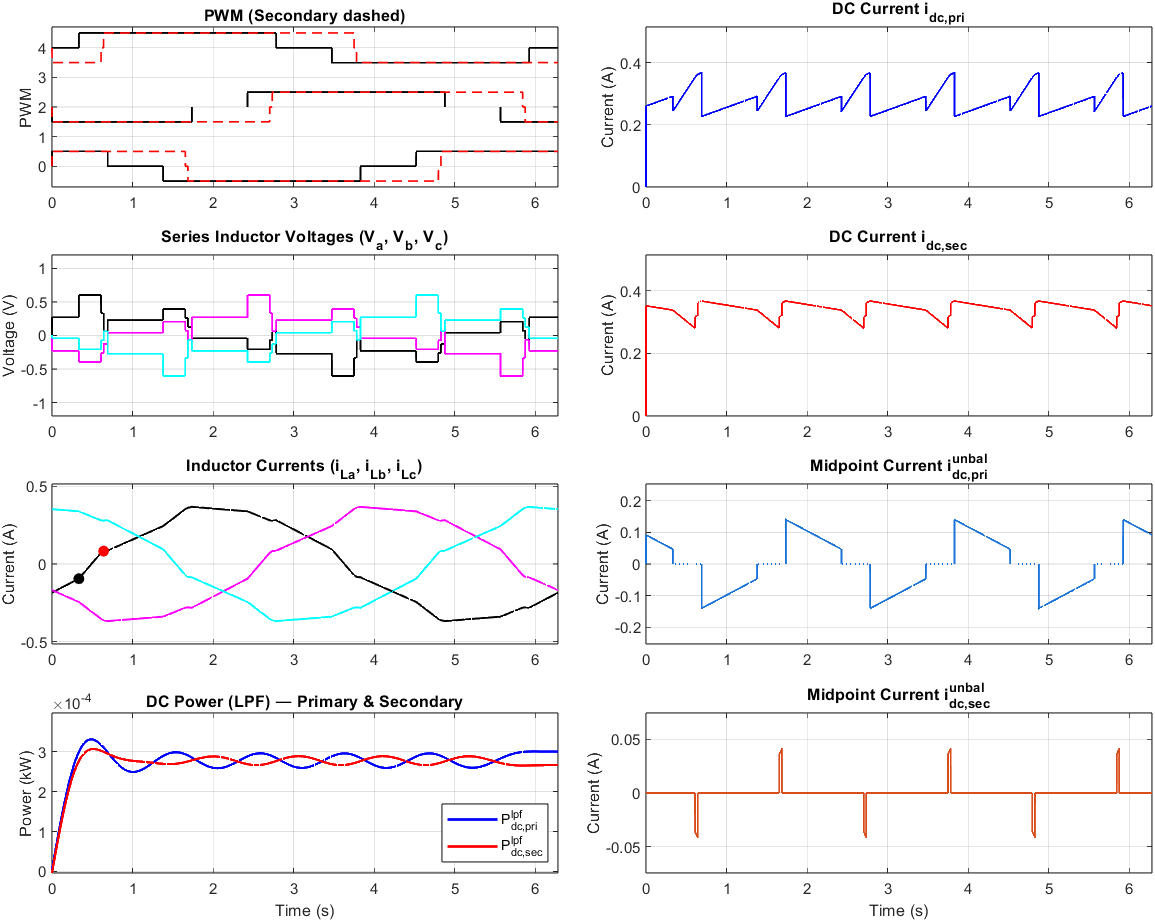 PWM (Secondary dashed)
PWM
4
3
2
1
0
0 1 2 3 4 5 6
DC Current i_dc,pri
Current (A)
0.4
0.2
0
0 1 2 3 4 5 6
Series Inductor Voltages (V_a, V_b, V_c)
Voltage (V)
1
0.5
0
-0.5
-1
0 1 2 3 4 5 6
DC Current i_dc,sec
Current (A)
0.4
0.2
0
0 1 2 3 4 5 6
Inductor Currents (i_La, i_Lb, i_Lc)
Current (A)
0.5
0
-0.5
0 1 2 3 4 5 6
Midpoint Current i^unbal_dc,pri
Current (A)
0.2
0.1
0
-0.1
-0.2
0 1 2 3 4 5 6
DC Power (LPF) — Primary & Secondary
×10^-4
Power (kW)
3
2
1
0
P^lpf_dc,pri
P^lpf_dc,sec
0 1 2 3 4 5 6
Time (s)
Midpoint Current i^unbal_dc,sec
Current (A)
0.05
0
-0.05
0 1 2 3 4 5 6
Time (s)